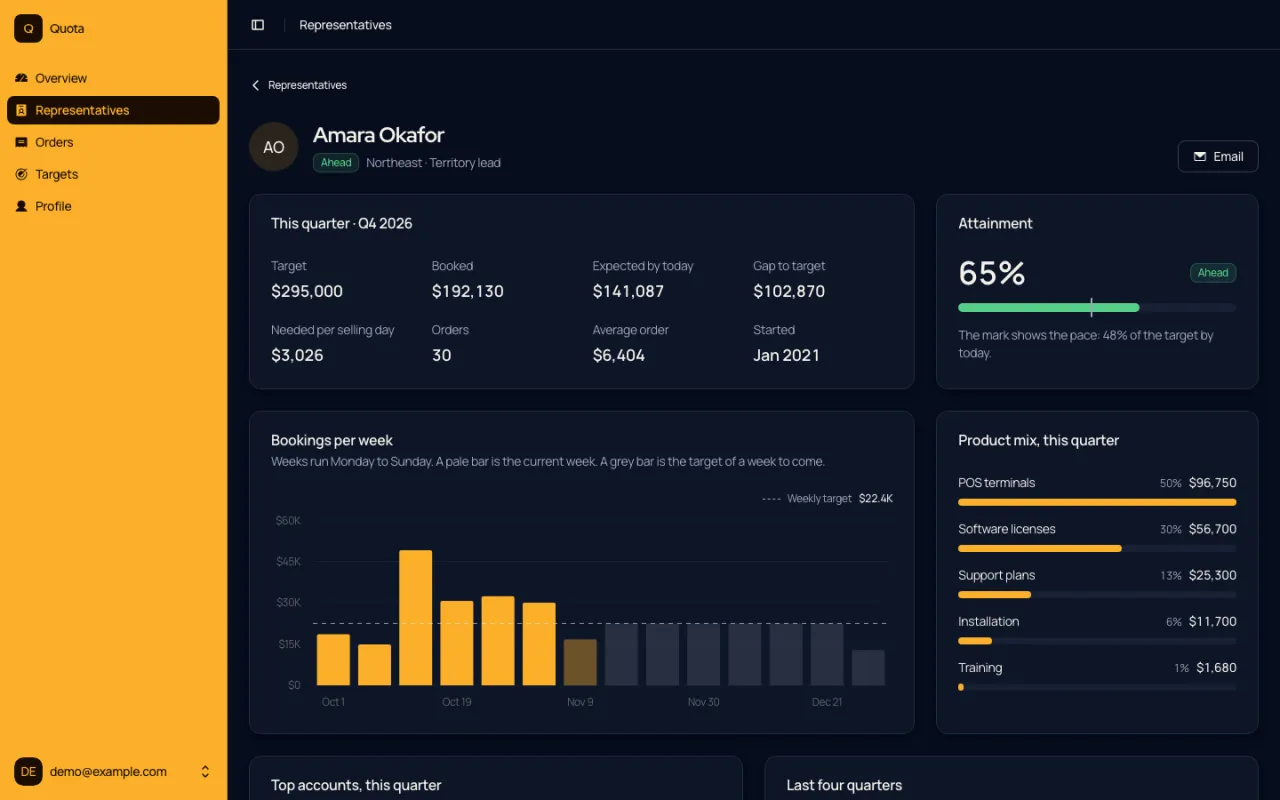 Q Quota
Overview
Representatives
Orders
Targets
Profile
DE demo@example.com
Representatives
Representatives
AO
Amara Okafor
Ahead Northeast · Territory lead
Email
This quarter · Q4 2026
Target Booked Expected by today Gap to target
$295,000 $192,130 $141,087 $102,870
Needed per selling day Orders Average order Started
$3,026 30 $6,404 Jan 2021
Attainment
65% Ahead
The mark shows the pace: 48% of the target by
today.
Bookings per week
Weeks run Monday to Sunday. A pale bar is the current week. A grey bar is the target of a week to come.
Weekly target $22.4K
$60K
$45K
$30K
$15K
$0
Oct 1 Oct 19 Nov 9 Nov 30 Dec 21
Product mix, this quarter
POS terminals 50% $96,750
Software licenses 30% $56,700
Support plans 13% $25,300
Installation 6% $11,700
Training 1% $1,680
Top accounts, this quarter
Last four quarters